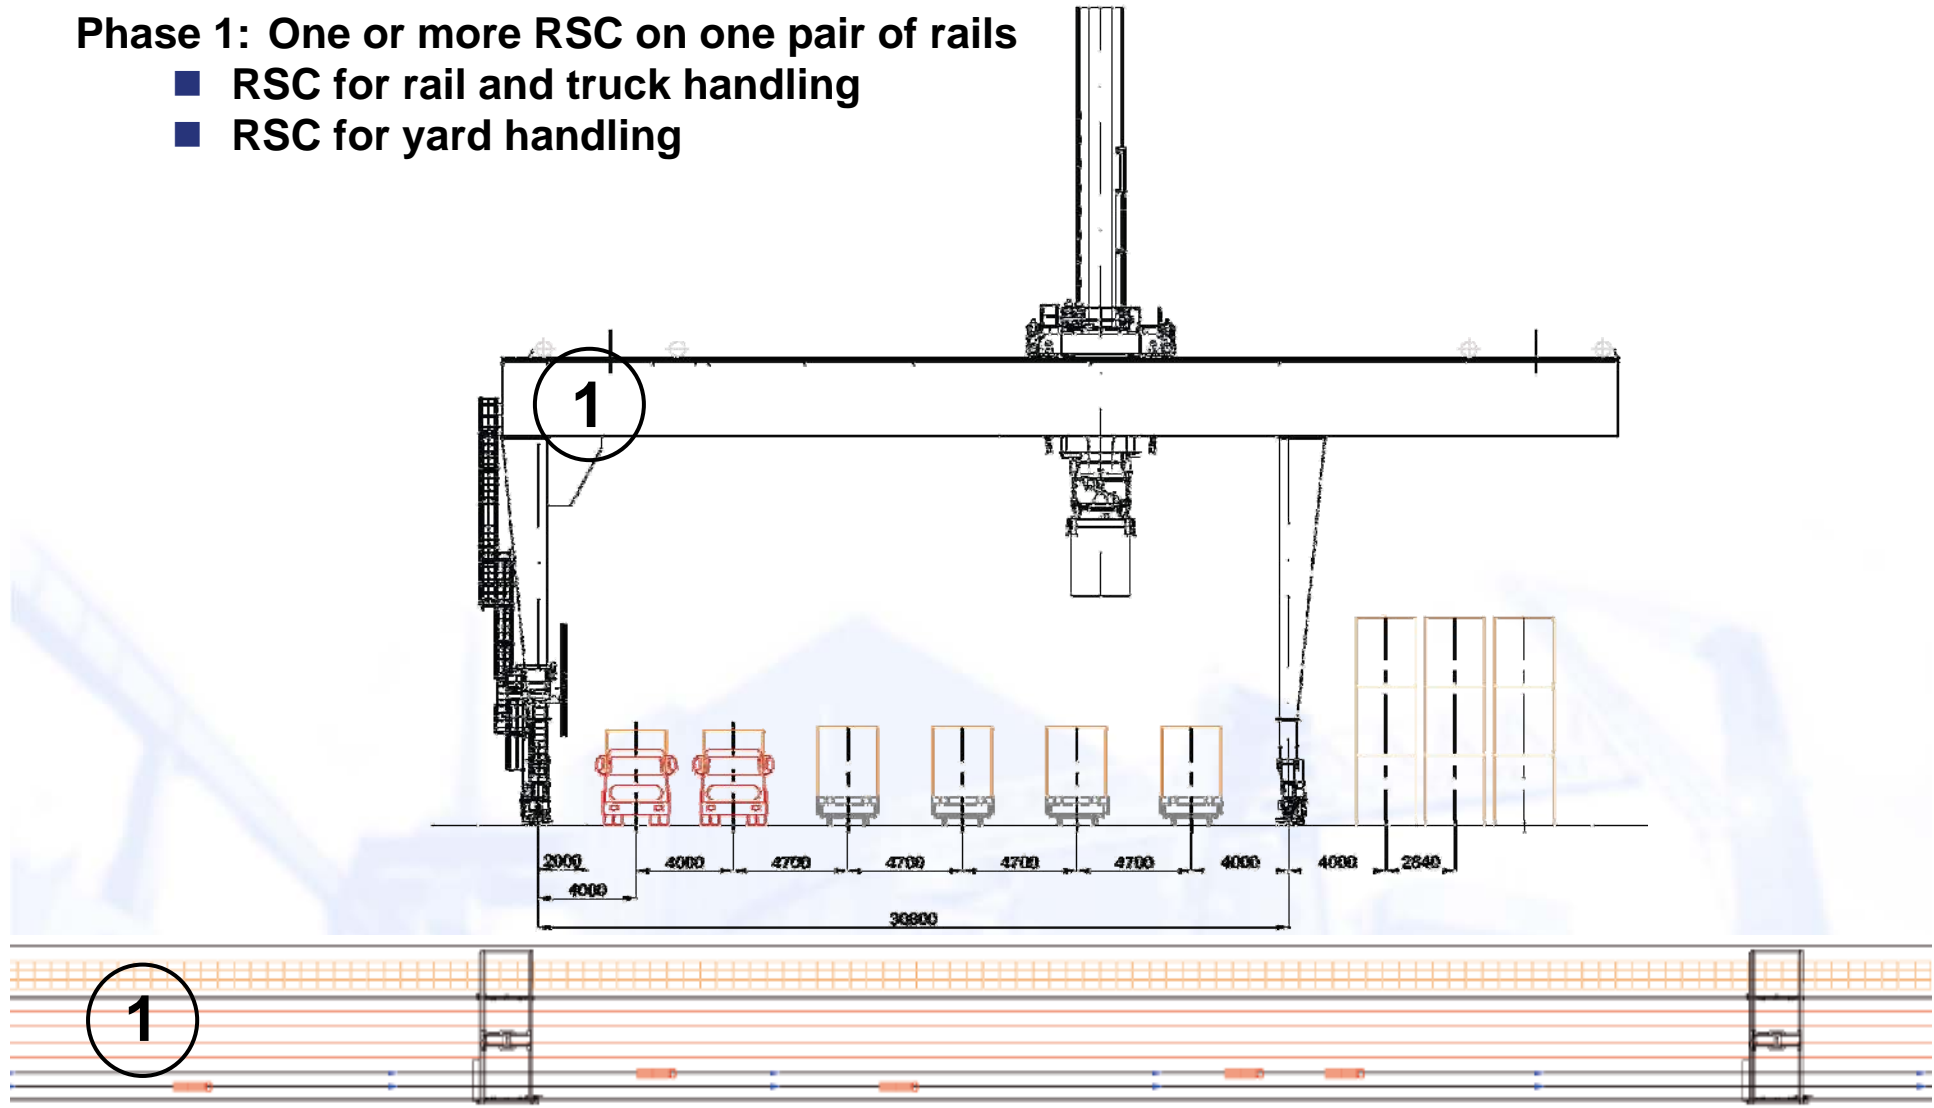 Phase 1: One or more RSC on one pair of rails
■ RSC for rail and truck handling
■ RSC for yard handling
1
2000 4000 4700 4700 4700 4700 4000 4000 2840
4000
30800
1